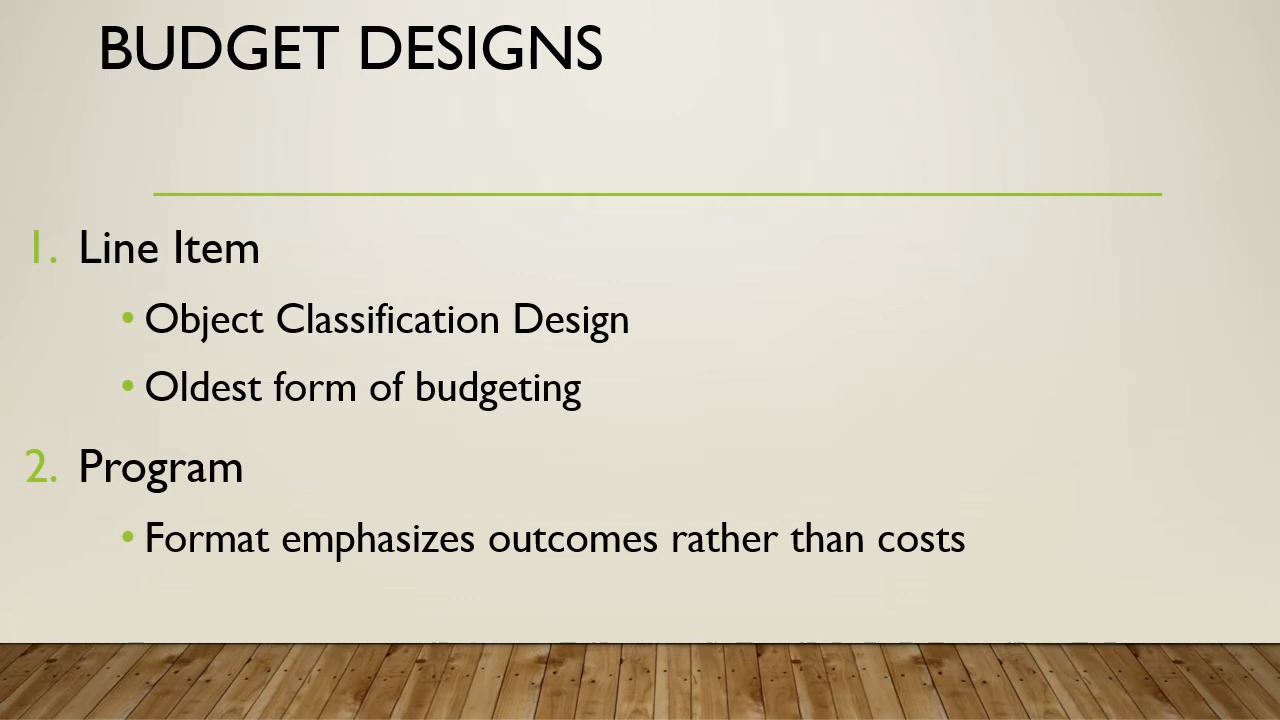 BUDGET DESIGNS
1. Line Item
• Object Classification Design
• Oldest form of budgeting
2. Program
• Format emphasizes outcomes rather than costs